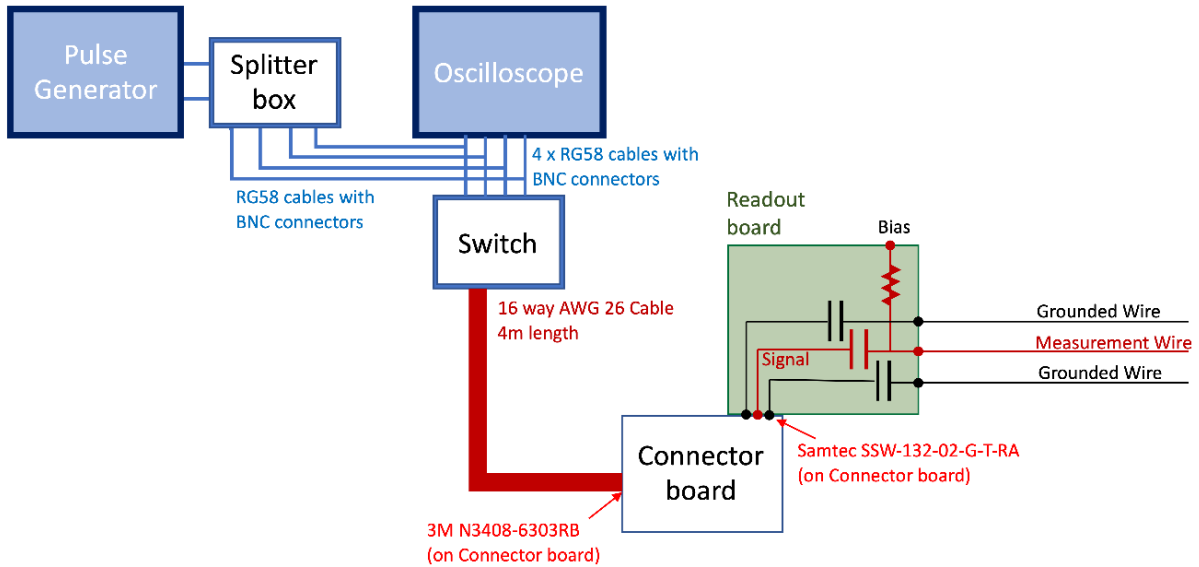 Pulse
Generator
Splitter
box
Oscilloscope
4 x RG58 cables with
BNC connectors
RG58 cables with
BNC connectors
Switch
16 way AWG 26 Cable
4m length
Readout
board
Bias
Grounded Wire
Measurement Wire
Signal
Grounded Wire
Connector
board
Samtec SSW-132-02-G-T-RA
(on Connector board)
3M N3408-6303RB
(on Connector board)